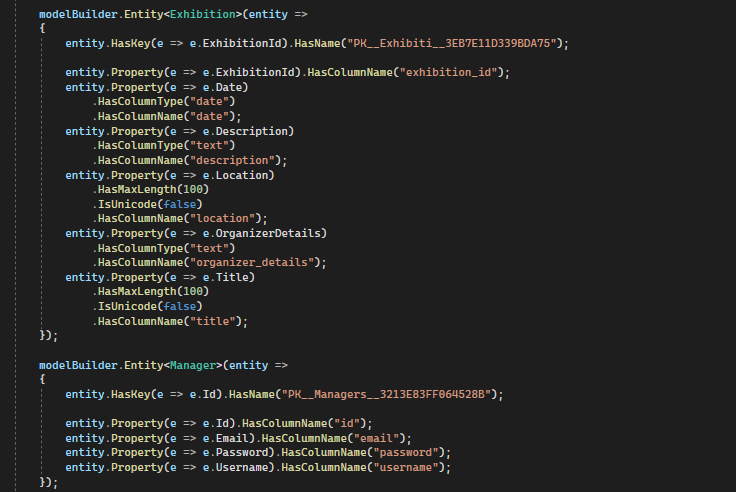 modelBuilder.Entity<Exhibition>(entity =>
{
entity.HasKey(e => e.ExhibitionId).HasName("PK__Exhibiti__3EB7E11D339BDA75");
entity.Property(e => e.ExhibitionId).HasColumnName("exhibition_id");
entity.Property(e => e.Date)
.HasColumnType("date")
.HasColumnName("date");
entity.Property(e => e.Description)
.HasColumnType("text")
.HasColumnName("description");
entity.Property(e => e.Location)
.HasMaxLength(100)
.IsUnicode(false)
.HasColumnName("location");
entity.Property(e => e.OrganizerDetails)
.HasColumnType("text")
.HasColumnName("organizer_details");
entity.Property(e => e.Title)
.HasMaxLength(100)
.IsUnicode(false)
.HasColumnName("title");
});
modelBuilder.Entity<Manager>(entity =>
{
entity.HasKey(e => e.Id).HasName("PK__Managers__3213E83FF064528B");
entity.Property(e => e.Id).HasColumnName("id");
entity.Property(e => e.Email).HasColumnName("email");
entity.Property(e => e.Password).HasColumnName("password");
entity.Property(e => e.Username).HasColumnName("username");
});